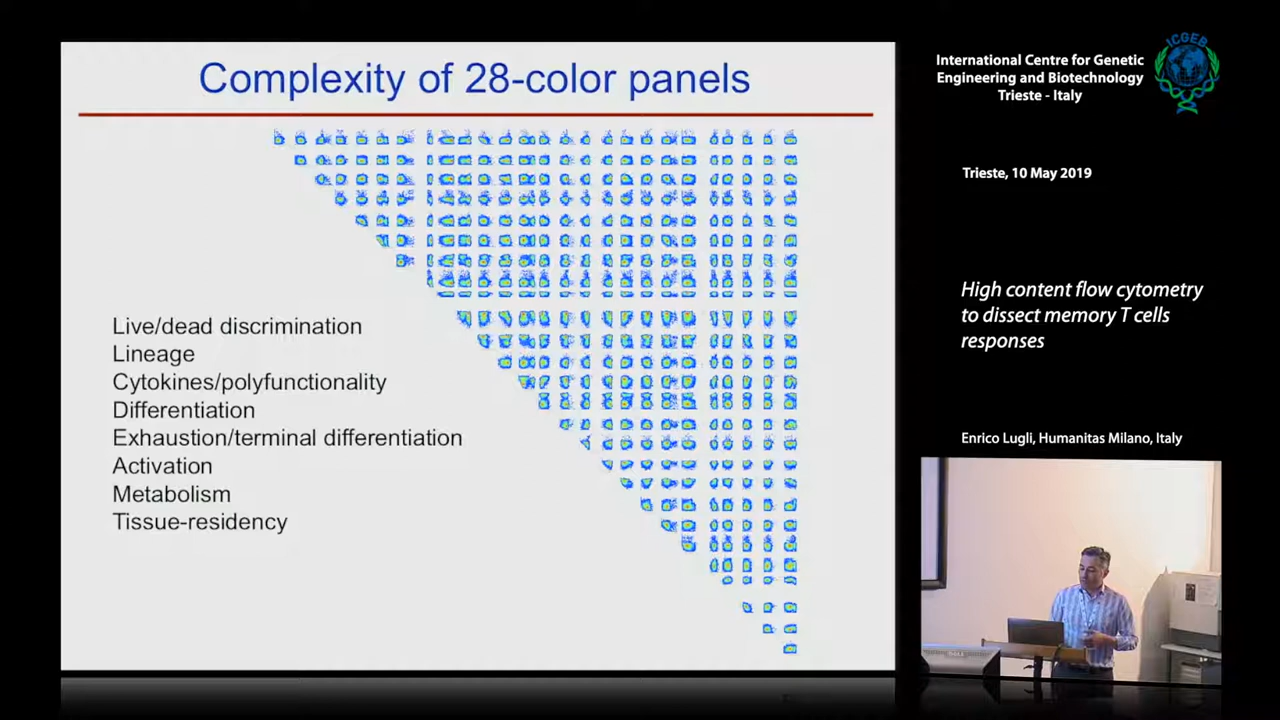 Complexity of 28-color panels
Live/dead discrimination
Lineage
Cytokines/polyfunctionality
Differentiation
Exhaustion/terminal differentiation
Activation
Metabolism
Tissue-residency
International Centre for Genetic
Engineering and Biotechnology
Trieste - Italy
ICGEB
Trieste, 10 May 2019
High content flow cytometry
to dissect memory T cells
responses
Enrico Lugli, Humanitas Milano, Italy